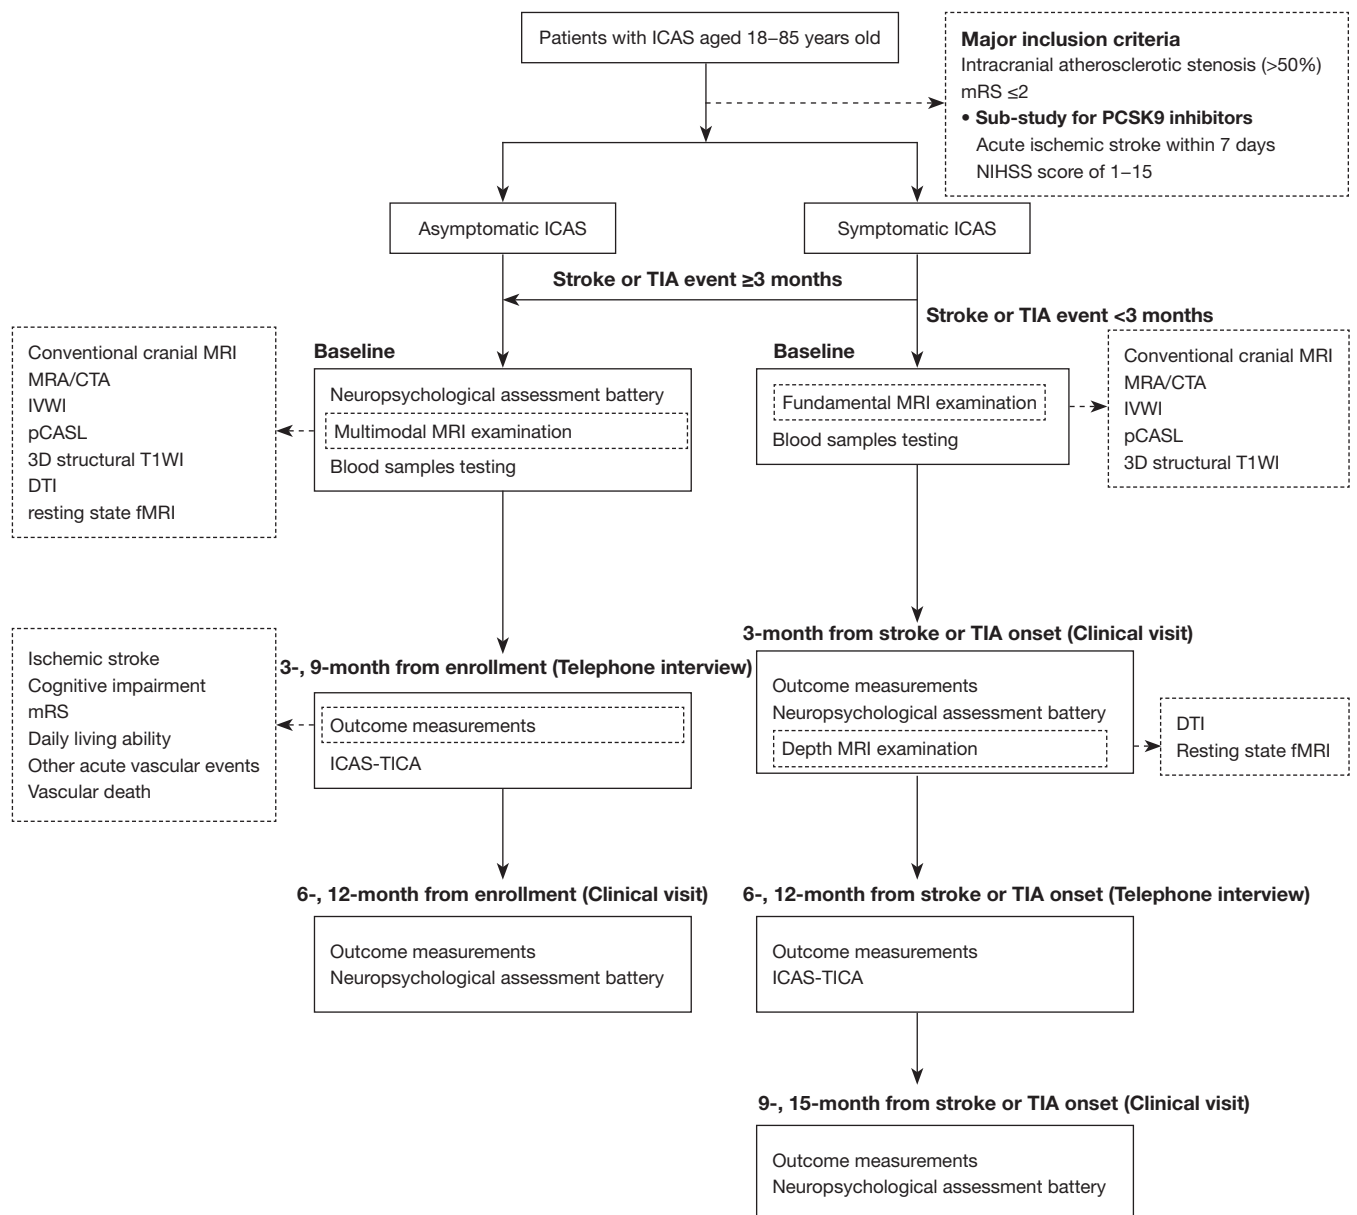 Patients with ICAS aged 18–85 years old
Major inclusion criteria
Intracranial atherosclerotic stenosis (>50%)
mRS ≤2
• Sub-study for PCSK9 inhibitors
Acute ischemic stroke within 7 days
NIHSS score of 1–15
Asymptomatic ICAS
Symptomatic ICAS
Stroke or TIA event ≥3 months
Stroke or TIA event <3 months
Conventional cranial MRI
MRA/CTA
IVWI
pCASL
3D structural T1WI
DTI
resting state fMRI
Baseline
Neuropsychological assessment battery
Multimodal MRI examination
Blood samples testing
Baseline
Fundamental MRI examination
Blood samples testing
Conventional cranial MRI
MRA/CTA
IVWI
pCASL
3D structural T1WI
Ischemic stroke
Cognitive impairment
mRS
Daily living ability
Other acute vascular events
Vascular death
3-, 9-month from enrollment (Telephone interview)
Outcome measurements
ICAS-TICA
3-month from stroke or TIA onset (Clinical visit)
Outcome measurements
Neuropsychological assessment battery
Depth MRI examination
DTI
Resting state fMRI
6-, 12-month from enrollment (Clinical visit)
Outcome measurements
Neuropsychological assessment battery
6-, 12-month from stroke or TIA onset (Telephone interview)
Outcome measurements
ICAS-TICA
9-, 15-month from stroke or TIA onset (Clinical visit)
Outcome measurements
Neuropsychological assessment battery